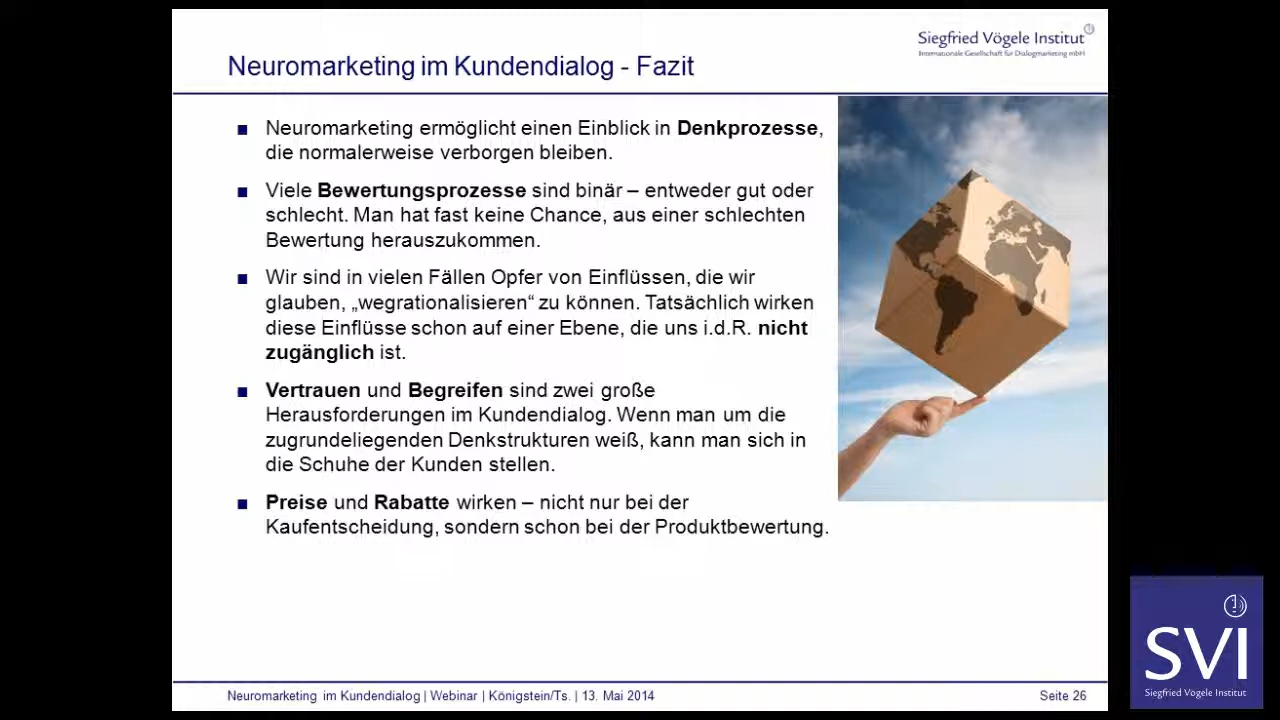 Siegfried Vögele Institut
Internationale Gesellschaft für Dialogmarketing mbH
Neuromarketing im Kundendialog - Fazit
■ Neuromarketing ermöglicht einen Einblick in Denkprozesse,
die normalerweise verborgen bleiben.
■ Viele Bewertungsprozesse sind binär – entweder gut oder
schlecht. Man hat fast keine Chance, aus einer schlechten
Bewertung herauszukommen.
■ Wir sind in vielen Fällen Opfer von Einflüssen, die wir
glauben, „wegrationalisieren“ zu können. Tatsächlich wirken
diese Einflüsse schon auf einer Ebene, die uns i.d.R. nicht
zugänglich ist.
■ Vertrauen und Begreifen sind zwei große
Herausforderungen im Kundendialog. Wenn man um die
zugrundeliegenden Denkstrukturen weiß, kann man sich in
die Schuhe der Kunden stellen.
■ Preise und Rabatte wirken – nicht nur bei der
Kaufentscheidung, sondern schon bei der Produktbewertung.
Neuromarketing im Kundendialog | Webinar | Königstein/Ts. | 13. Mai 2014
Seite 26
SVI
Siegfried Vögele Institut